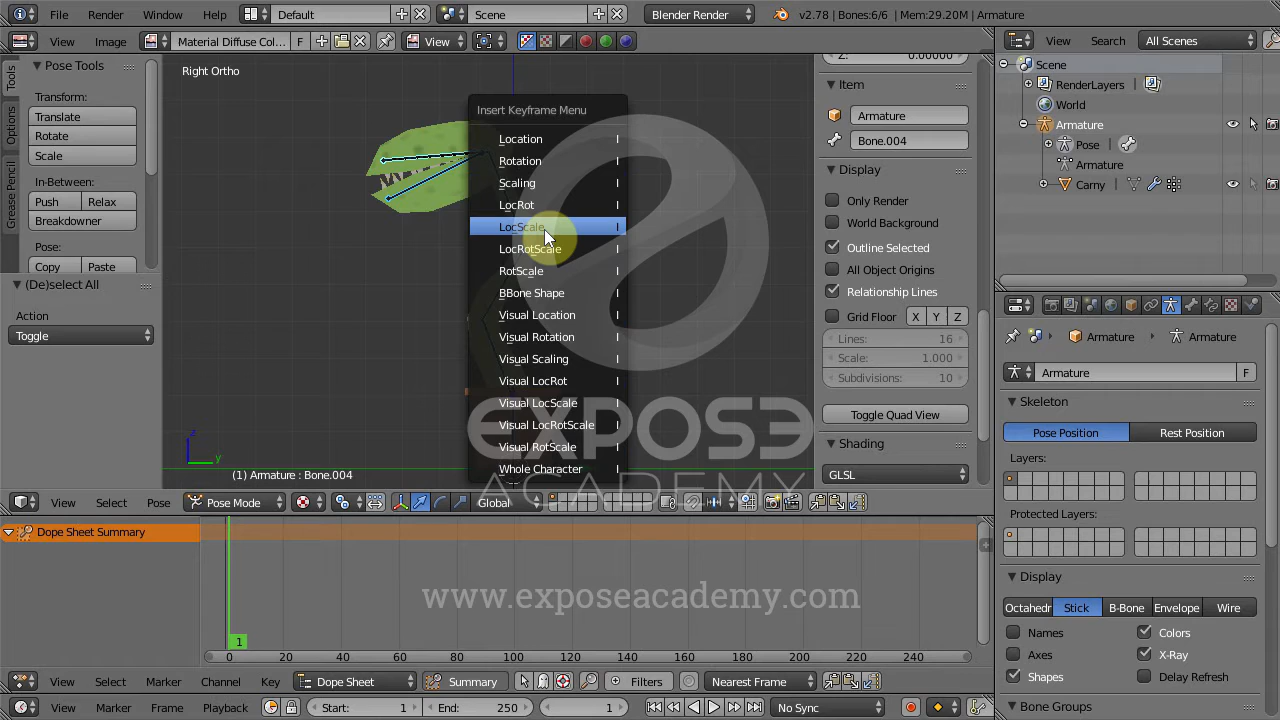 File Render Window Help Default Scene Blender Render v2.78 | Bones:6/6 | Mem:29.20M | Armature
View Image Material Diffuse Col... F View View Search All Scenes
Tools
Options
Grease Pencil
Pose Tools
Transform:
Translate
Rotate
Scale
In-Between:
Push Relax
Breakdowner
Pose:
Copy Paste
(De)select All
Action
Toggle
Right Ortho
Insert Keyframe Menu
Location I
Rotation I
Scaling I
LocRot I
LocScale I
LocRotScale I
RotScale I
BBone Shape I
Visual Location I
Visual Rotation I
Visual Scaling I
Visual LocRot I
Visual LocScale I
Visual LocRotScale I
Visual RotScale I
Whole Character I
z
y
(1) Armature : Bone.004
EXPOSE
ACADEMY
Z: 0.00000
Item
Armature
Bone.004
Display
Only Render
World Background
Outline Selected
All Object Origins
Relationship Lines
Grid Floor X Y Z
Lines: 16
Scale: 1.000
Subdivisions: 10
Toggle Quad View
Shading
GLSL
View Select Pose Pose Mode Global
Dope Sheet Summary
www.exposeacademy.com
1
0 20 40 60 80 100 120 140 160 180 200 220 240
View Select Marker Channel Key Dope Sheet Summary Filters Nearest Frame
View Marker Frame Playback Start: 1 End: 250 1 No Sync
Scene
RenderLayers
World
Armature
Pose
Armature
Carny
Armature Armature
Armature F
Skeleton
Pose Position Rest Position
Layers:
Protected Layers:
Display
Octahedr Stick B-Bone Envelope Wire
Names Colors
Axes X-Ray
Shapes Delay Refresh
Bone Groups